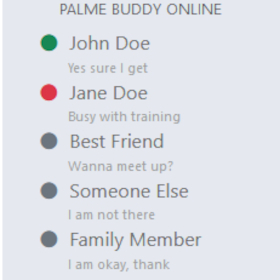 PALME BUDDY ONLINE
John Doe
Yes sure I get
Jane Doe
Busy with training
Best Friend
Wanna meet up?
Someone Else
I am not there
Family Member
I am okay, thank